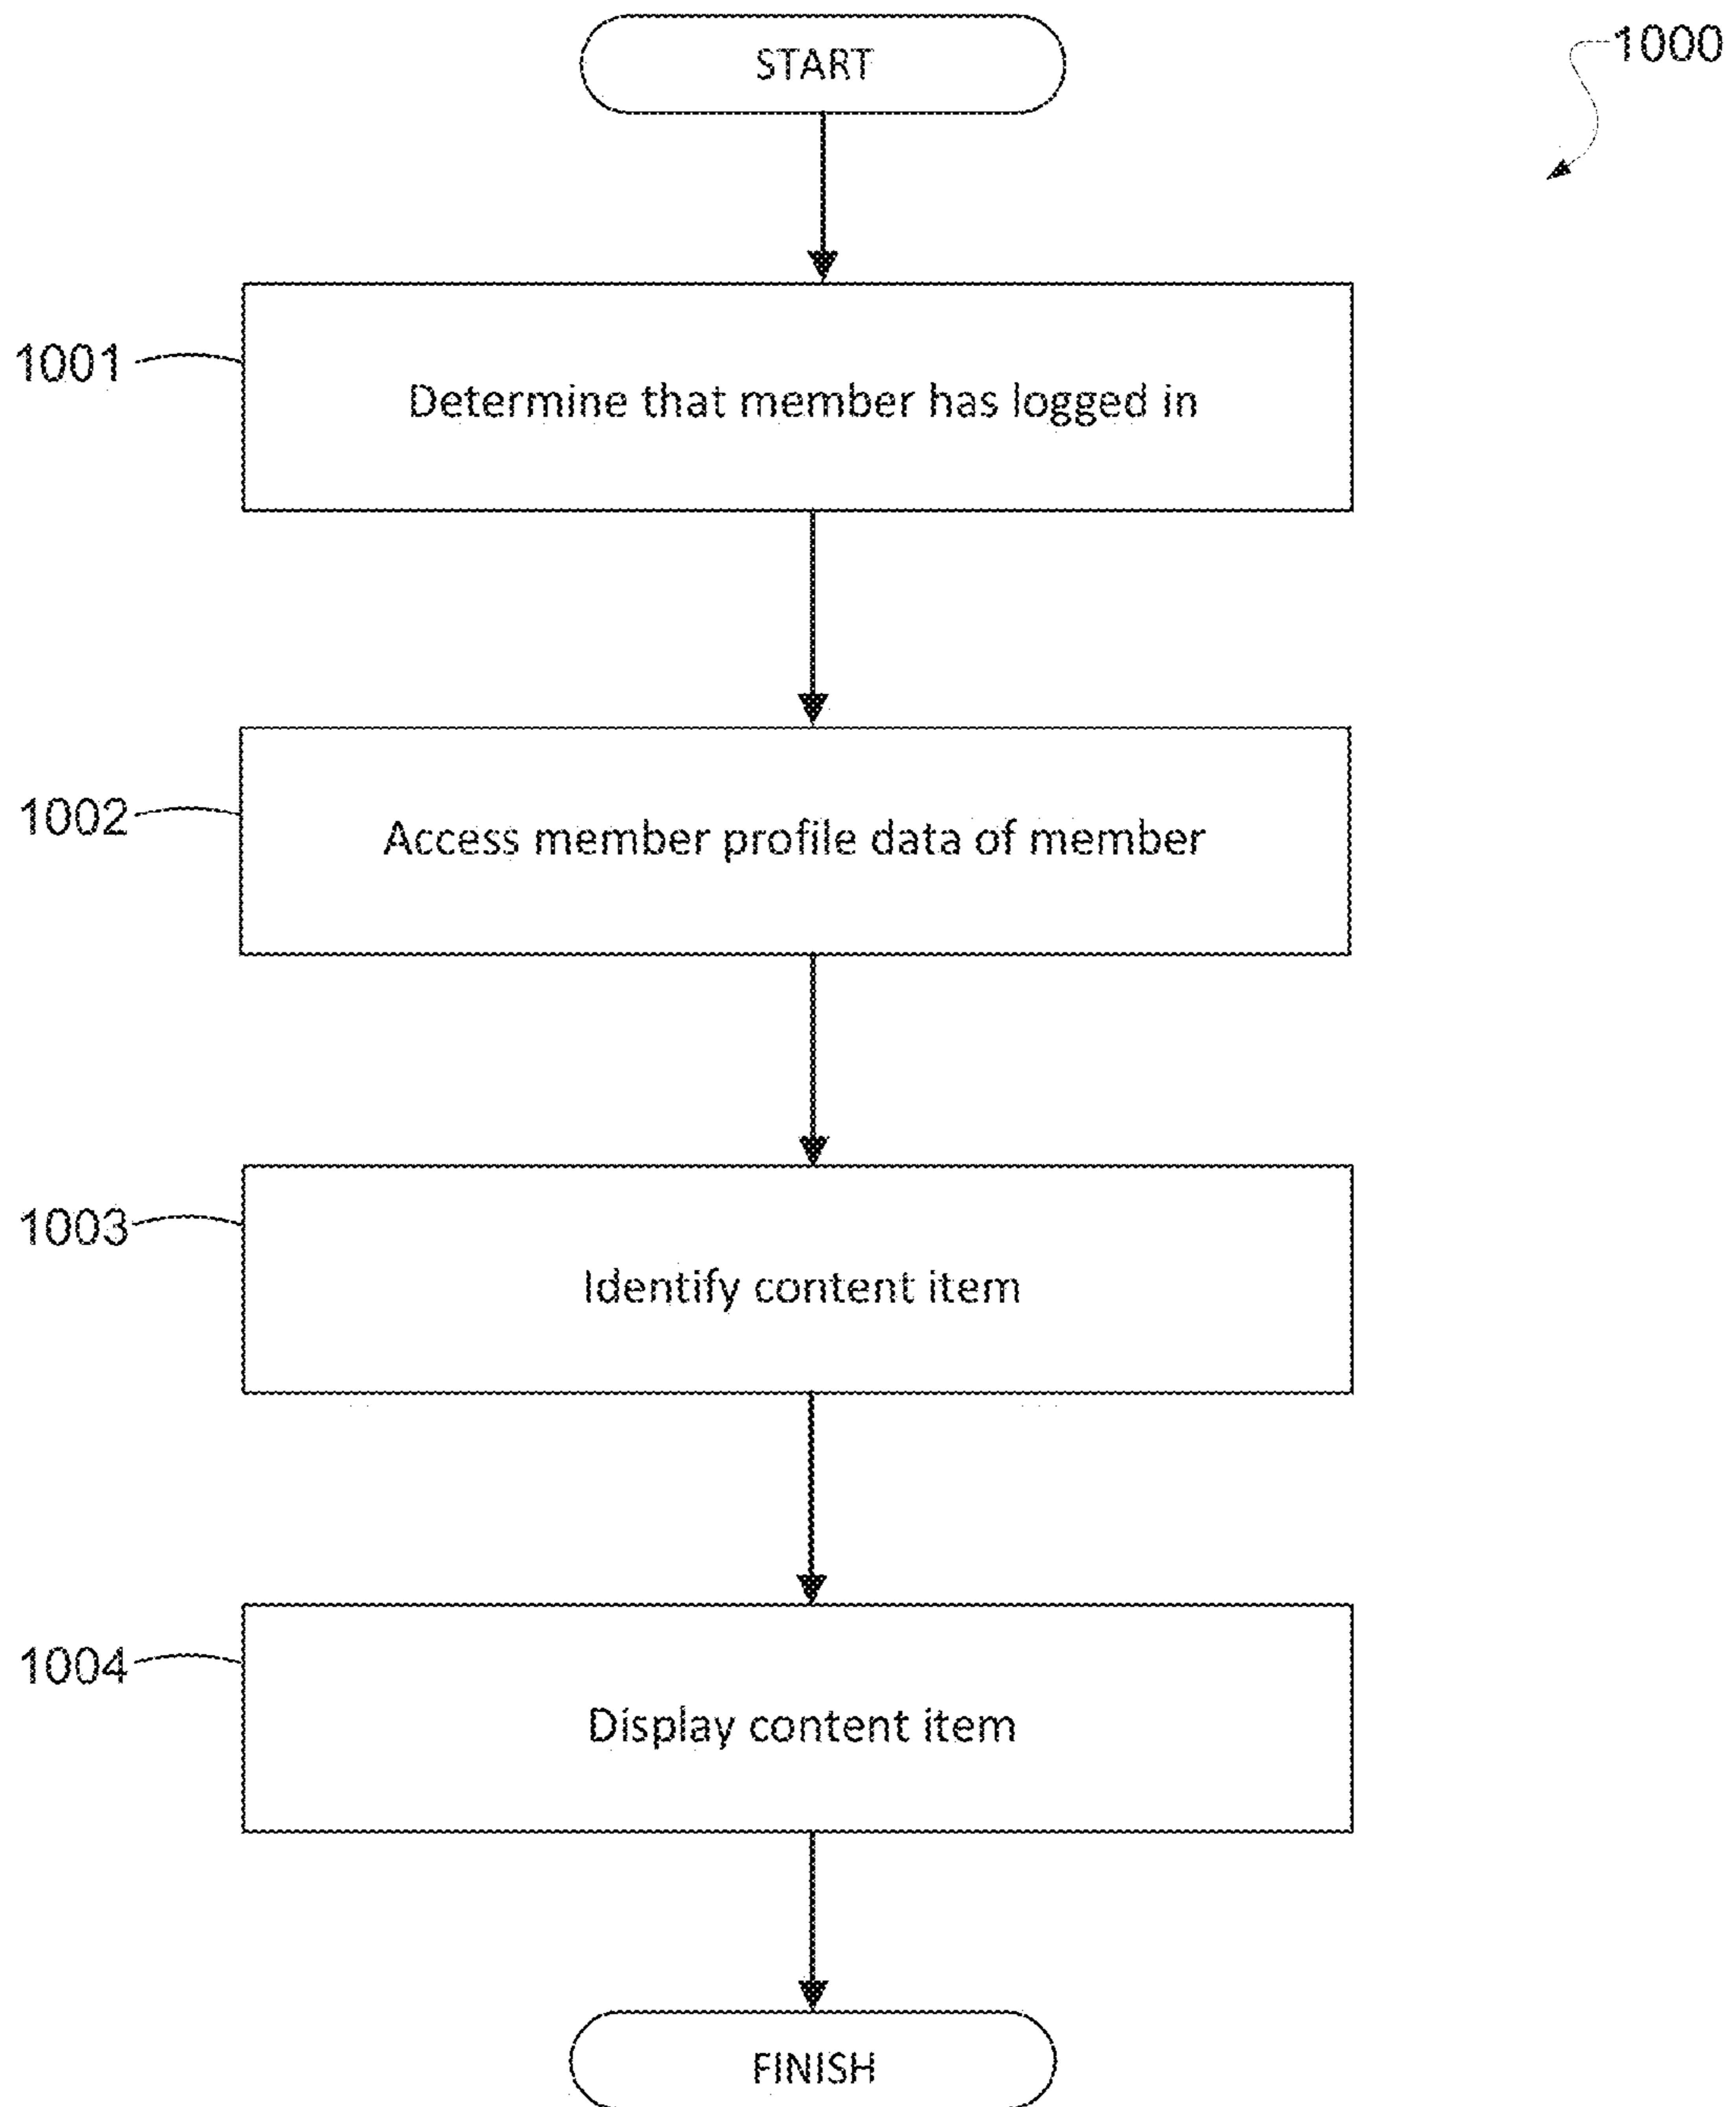 START
1000
1001
Determine that member has logged in
1002
Access member profile data of member
1003
Identify content item
1004
Display content item
FINISH